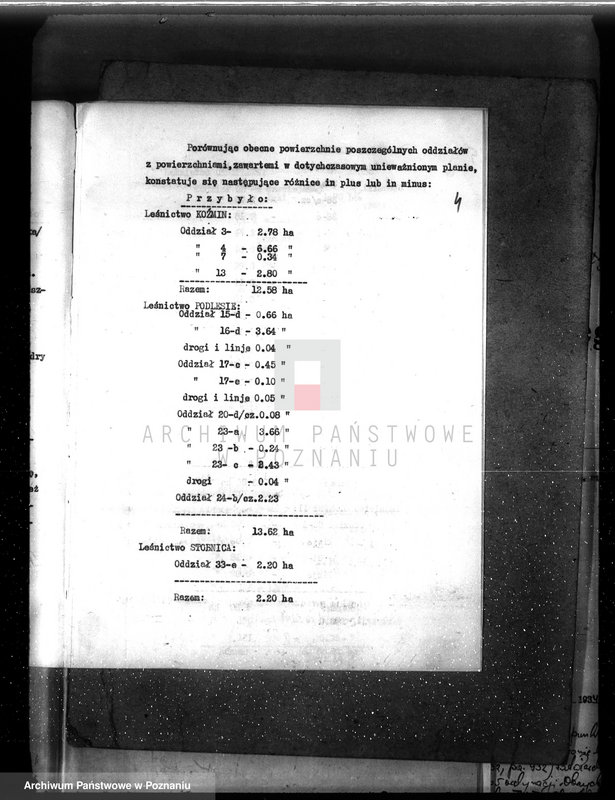 Porównując obecne powierzchnie poszczególnych oddziałów
z powierzchniami,zawartemi w dotychczasowym unieważnionym planie,
konstatuje się następujące różnice in plus lub in minus:
P r z y b y ł o:
4
Leśnictwo KOŹMIN:
Oddział 3- 2.78 ha
" 4 - 6.66 "
" 7 - 0.34 "
" 13 - 2.80 "
Razem: 12.58 ha
Leśnictwo PODLESIE:
Oddział 15-d - 0.66 ha
" 16-d - 3.64 "
drogi i linje 0.04 "
Oddział 17-c - 0.45 "
" 17-e - 0.10 "
drogi i linje 0.05 "
Oddział 20-d/cz.0.08 "
" 23-a 3.66 "
" 23 -b - 0.24 "
" 23- c - 2.43 "
drogi - 0.04 "
Oddział 24-b/cz.2.23
Razem: 13.62 ha
Leśnictwo STOBNICA:
Oddział 33-e - 2.20 ha
Razem: 2.20 ha
ARCHIWUM PAŃSTWOWE
W POZNANIU
Archiwum Państwowe w Poznaniu
Archiwum Państwowe w Poznaniu